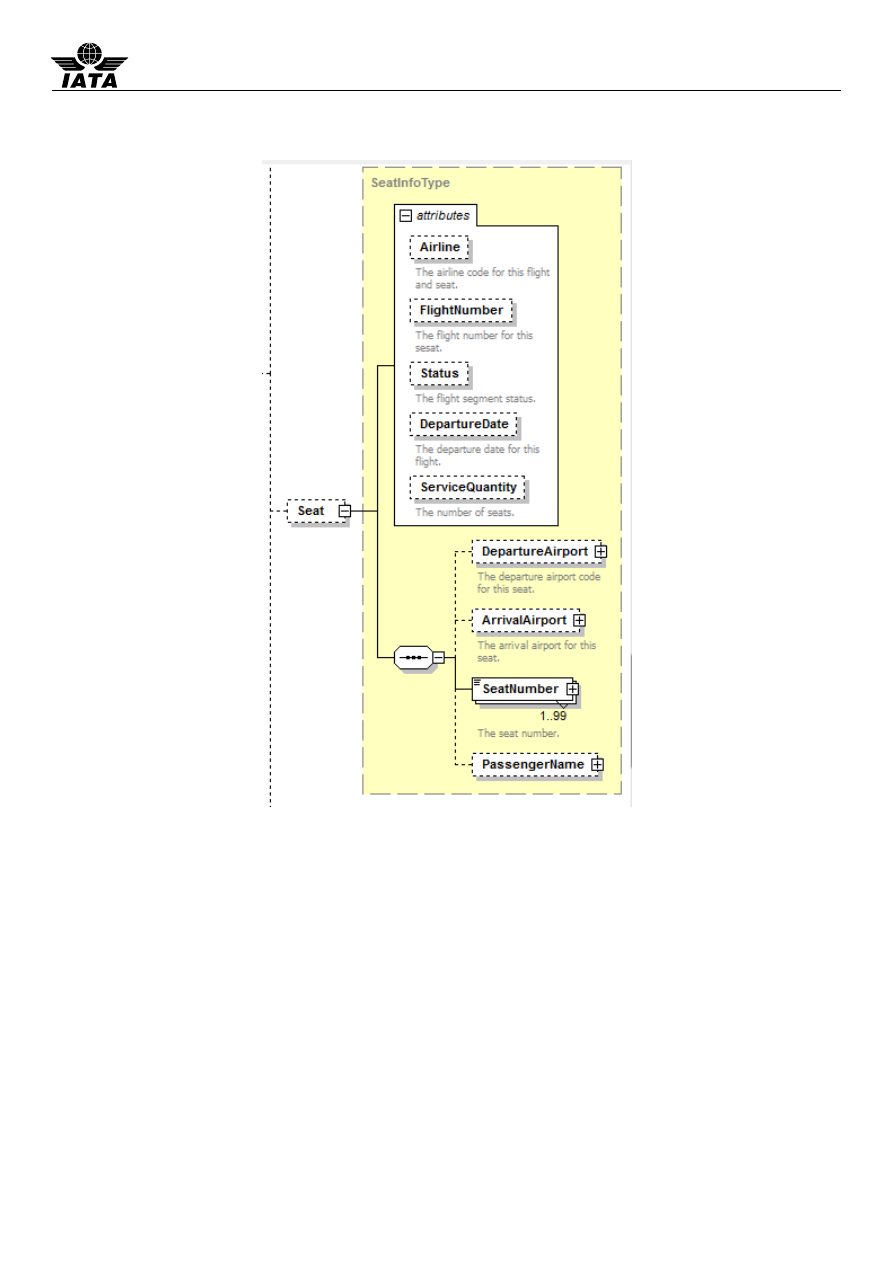 IATA
SeatInfoType
attributes
Airline
The airline code for this flight
and seat.
FlightNumber
The flight number for this
sesat.
Status
The flight segment status.
DepartureDate
The departure date for this
flight.
ServiceQuantity
The number of seats.
Seat
DepartureAirport
The departure airport code
for this seat.
ArrivalAirport
The arrival airport for this
seat.
SeatNumber
1..99
The seat number.
PassengerName